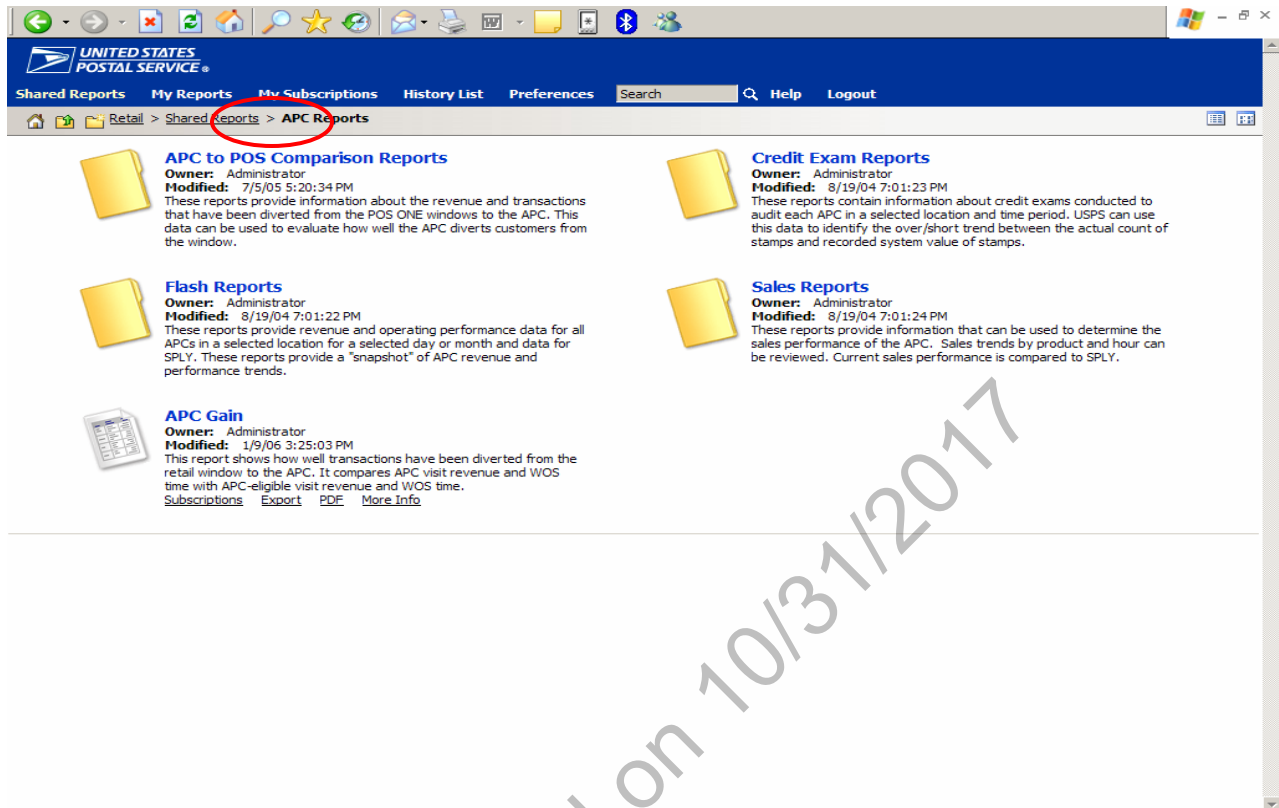 UNITED STATES
POSTAL SERVICE ®
Shared Reports My Reports My Subscriptions History List Preferences Search Help Logout
Retail > Shared Reports > APC Reports
APC to POS Comparison Reports
Owner: Administrator
Modified: 7/5/05 5:20:34 PM
These reports provide information about the revenue and transactions
that have been diverted from the POS ONE windows to the APC. This
data can be used to evaluate how well the APC diverts customers from
the window.
Credit Exam Reports
Owner: Administrator
Modified: 8/19/04 7:01:23 PM
These reports contain information about credit exams conducted to
audit each APC in a selected location and time period. USPS can use
this data to identify the over/short trend between the actual count of
stamps and recorded system value of stamps.
Flash Reports
Owner: Administrator
Modified: 8/19/04 7:01:22 PM
These reports provide revenue and operating performance data for all
APCs in a selected location for a selected day or month and data for
SPLY. These reports provide a "snapshot" of APC revenue and
performance trends.
Sales Reports
Owner: Administrator
Modified: 8/19/04 7:01:24 PM
These reports provide information that can be used to determine the
sales performance of the APC. Sales trends by product and hour can
be reviewed. Current sales performance is compared to SPLY.
APC Gain
Owner: Administrator
Modified: 1/9/06 3:25:03 PM
This report shows how well transactions have been diverted from the
retail window to the APC. It compares APC visit revenue and WOS
time with APC-eligible visit revenue and WOS time.
Subscriptions Export PDF More Info
on 10/31/2017